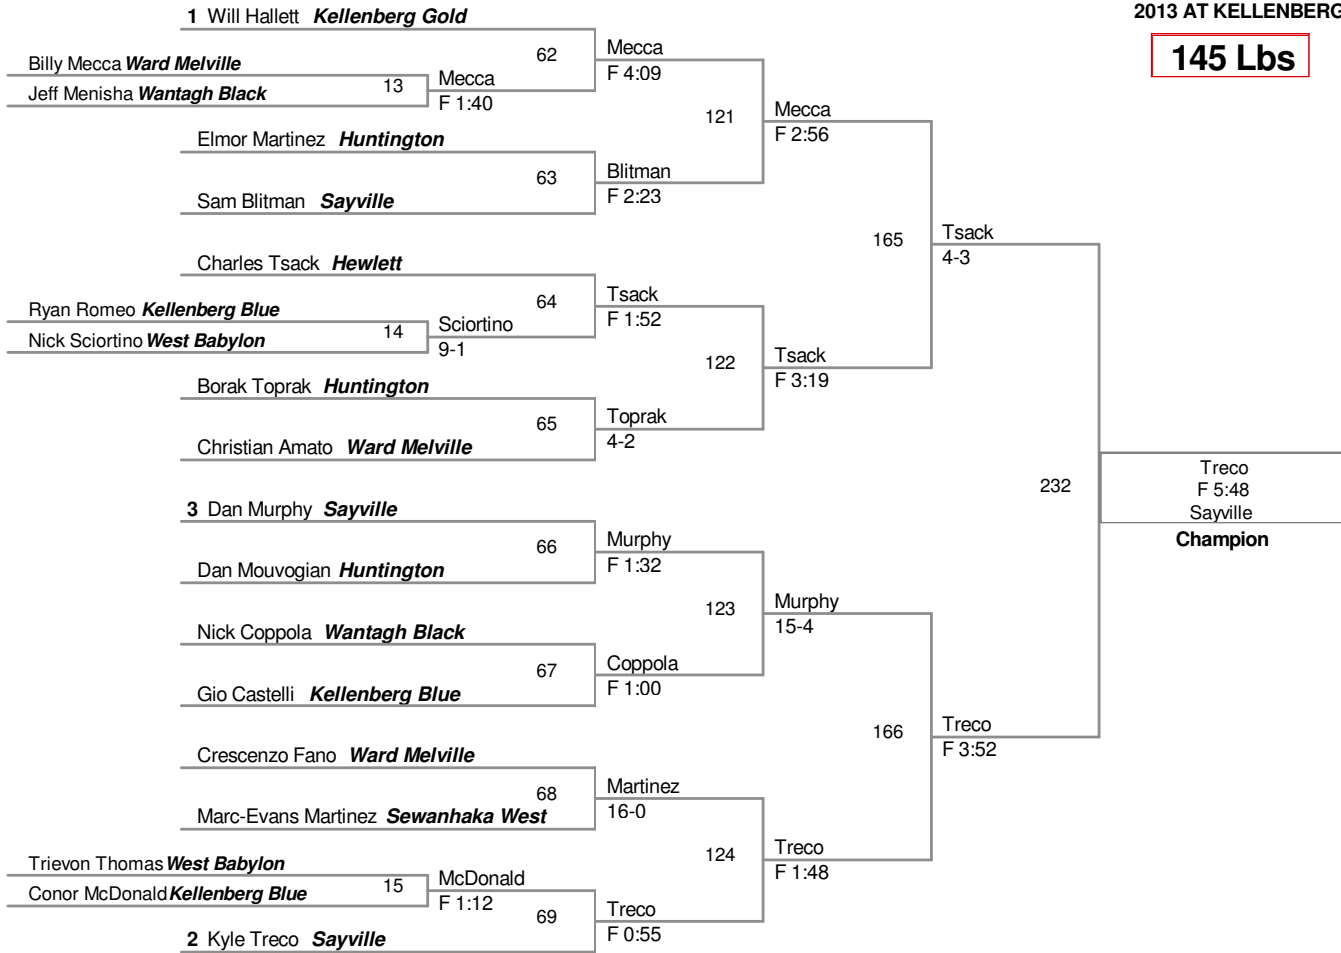 2013 AT KELLENBERG
145 Lbs
1 Will Hallett Kellenberg Gold
62
Mecca
F 4:09
Billy Mecca Ward Melville
13
Mecca
F 1:40
Jeff Menisha Wantagh Black
121
Mecca
F 2:56
Elmor Martinez Huntington
63
Blitman
F 2:23
Sam Blitman Sayville
165
Tsack
4-3
Charles Tsack Hewlett
64
Tsack
F 1:52
Ryan Romeo Kellenberg Blue
14
Sciortino
9-1
Nick Sciortino West Babylon
122
Tsack
F 3:19
Borak Toprak Huntington
65
Toprak
4-2
Christian Amato Ward Melville
232
Treco
F 5:48
Sayville
Champion
3 Dan Murphy Sayville
66
Murphy
F 1:32
Dan Mouvogian Huntington
123
Murphy
15-4
Nick Coppola Wantagh Black
67
Coppola
F 1:00
Gio Castelli Kellenberg Blue
166
Treco
F 3:52
Crescenzo Fano Ward Melville
68
Martinez
16-0
Marc-Evans Martinez Sewanhaka West
124
Treco
F 1:48
Trievon Thomas West Babylon
15
McDonald
F 1:12
Conor McDonald Kellenberg Blue
69
Treco
F 0:55
2 Kyle Treco Sayville